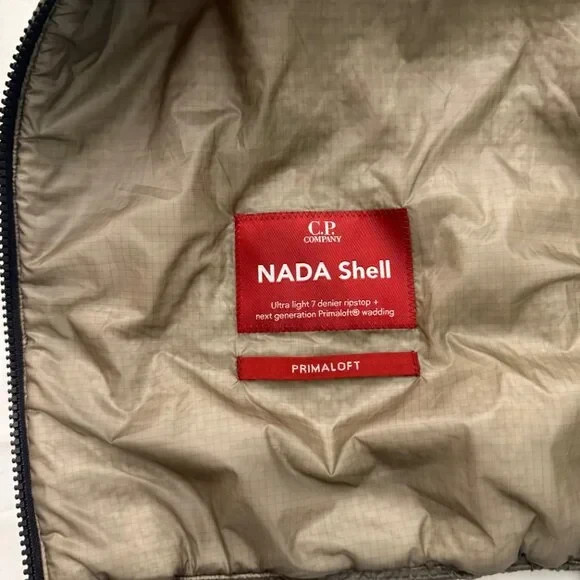 C.P.
COMPANY
NADA Shell
Ultra light 7 denier ripstop +
next generation Primaloft® wadding
PRIMALOFT